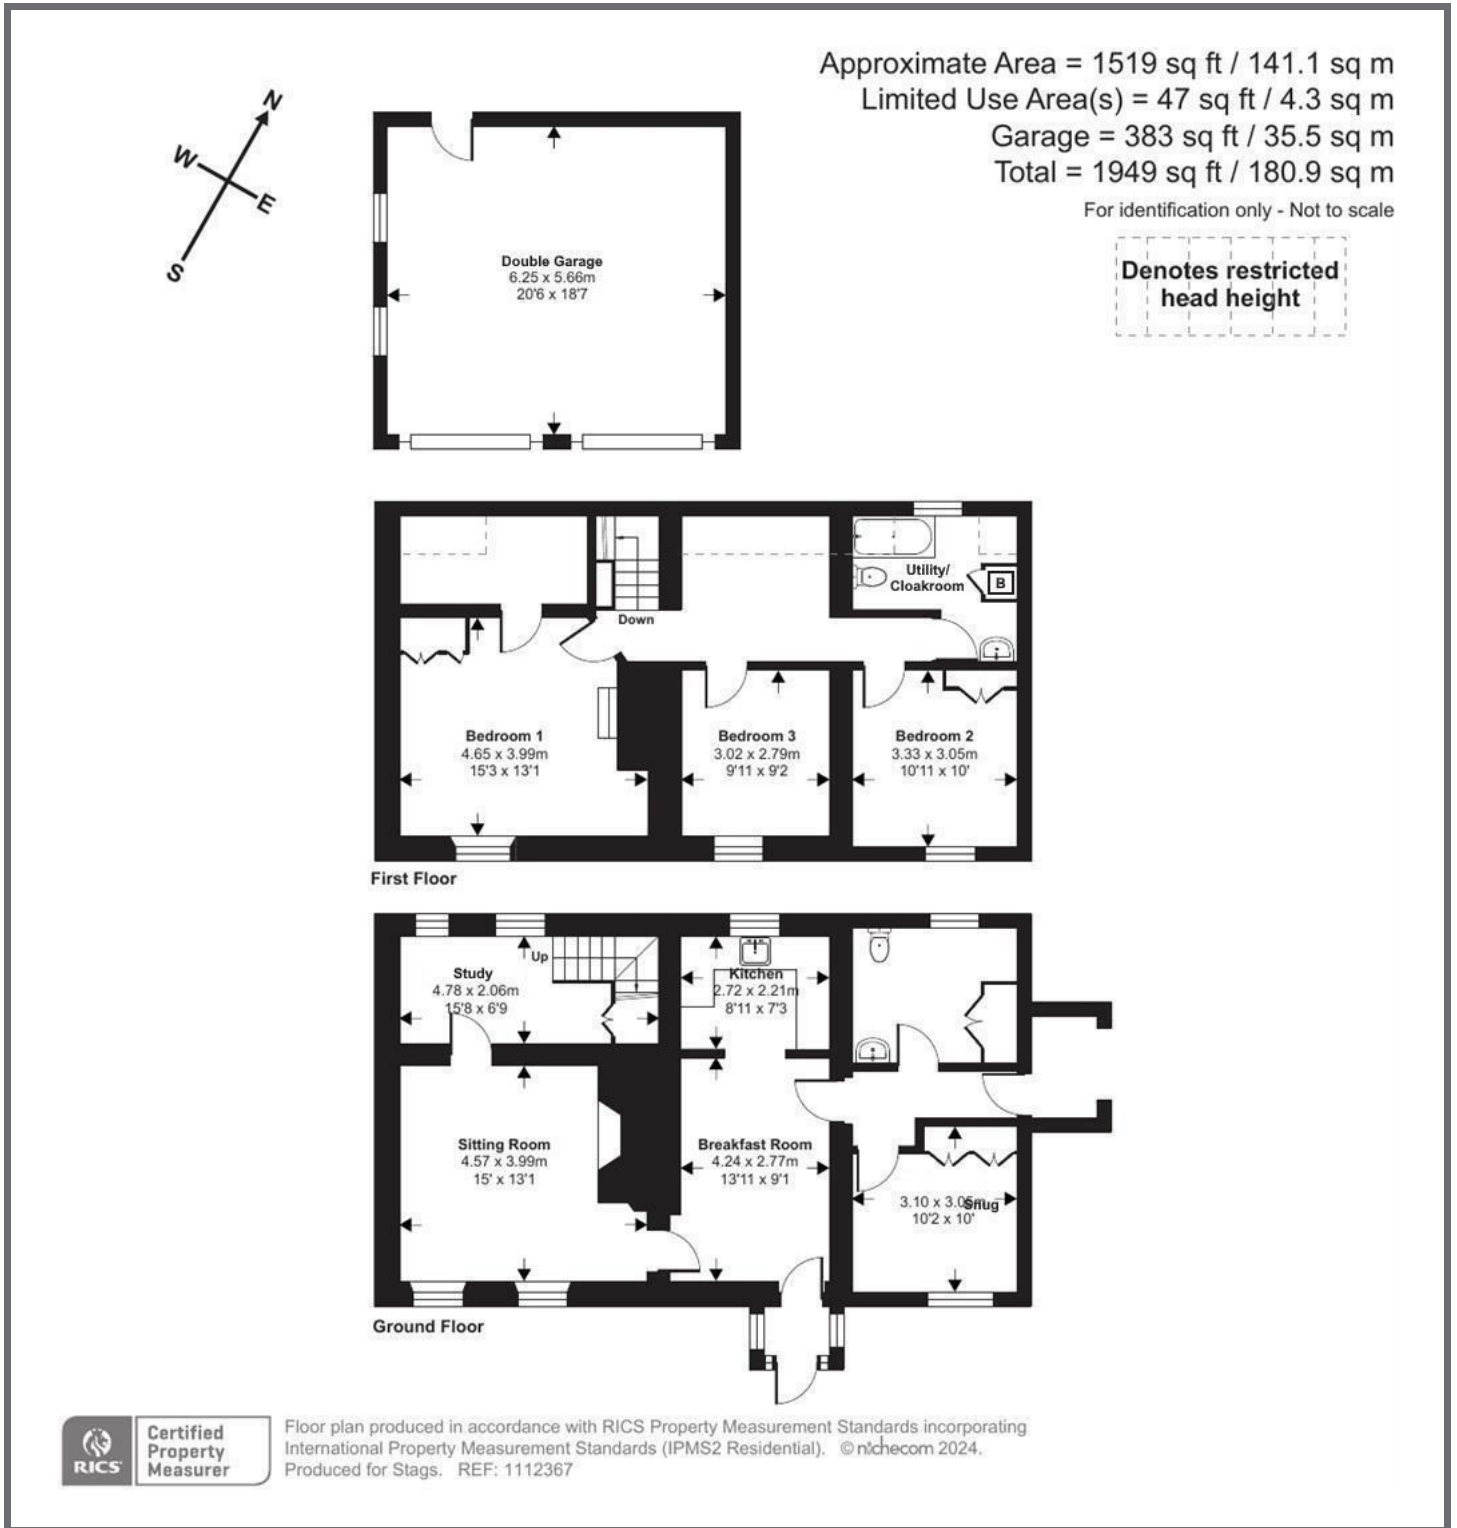 Approximate Area = 1519 sq ft / 141.1 sq m
Limited Use Area(s) = 47 sq ft / 4.3 sq m
Garage = 383 sq ft / 35.5 sq m
Total = 1949 sq ft / 180.9 sq m
For identification only - Not to scale
Denotes restricted
head height
N
W
E
S
Double Garage
6.25 x 5.66m
20'6 x 18'7
Utility/
Cloakroom
B
Down
Bedroom 1
4.65 x 3.99m
15'3 x 13'1
Bedroom 3
3.02 x 2.79m
9'11 x 9'2
Bedroom 2
3.33 x 3.05m
10'11 x 10'
First Floor
Up
Study
4.78 x 2.06m
15'8 x 6'9
Kitchen
2.72 x 2.21m
8'11 x 7'3
Sitting Room
4.57 x 3.99m
15' x 13'1
Breakfast Room
4.24 x 2.77m
13'11 x 9'1
3.10 x 3.05m
Snug
10'2 x 10'
Ground Floor
RICS
Certified
Property
Measurer
Floor plan produced in accordance with RICS Property Measurement Standards incorporating
International Property Measurement Standards (IPMS2 Residential). © nichecom 2024.
Produced for Stags. REF: 1112367